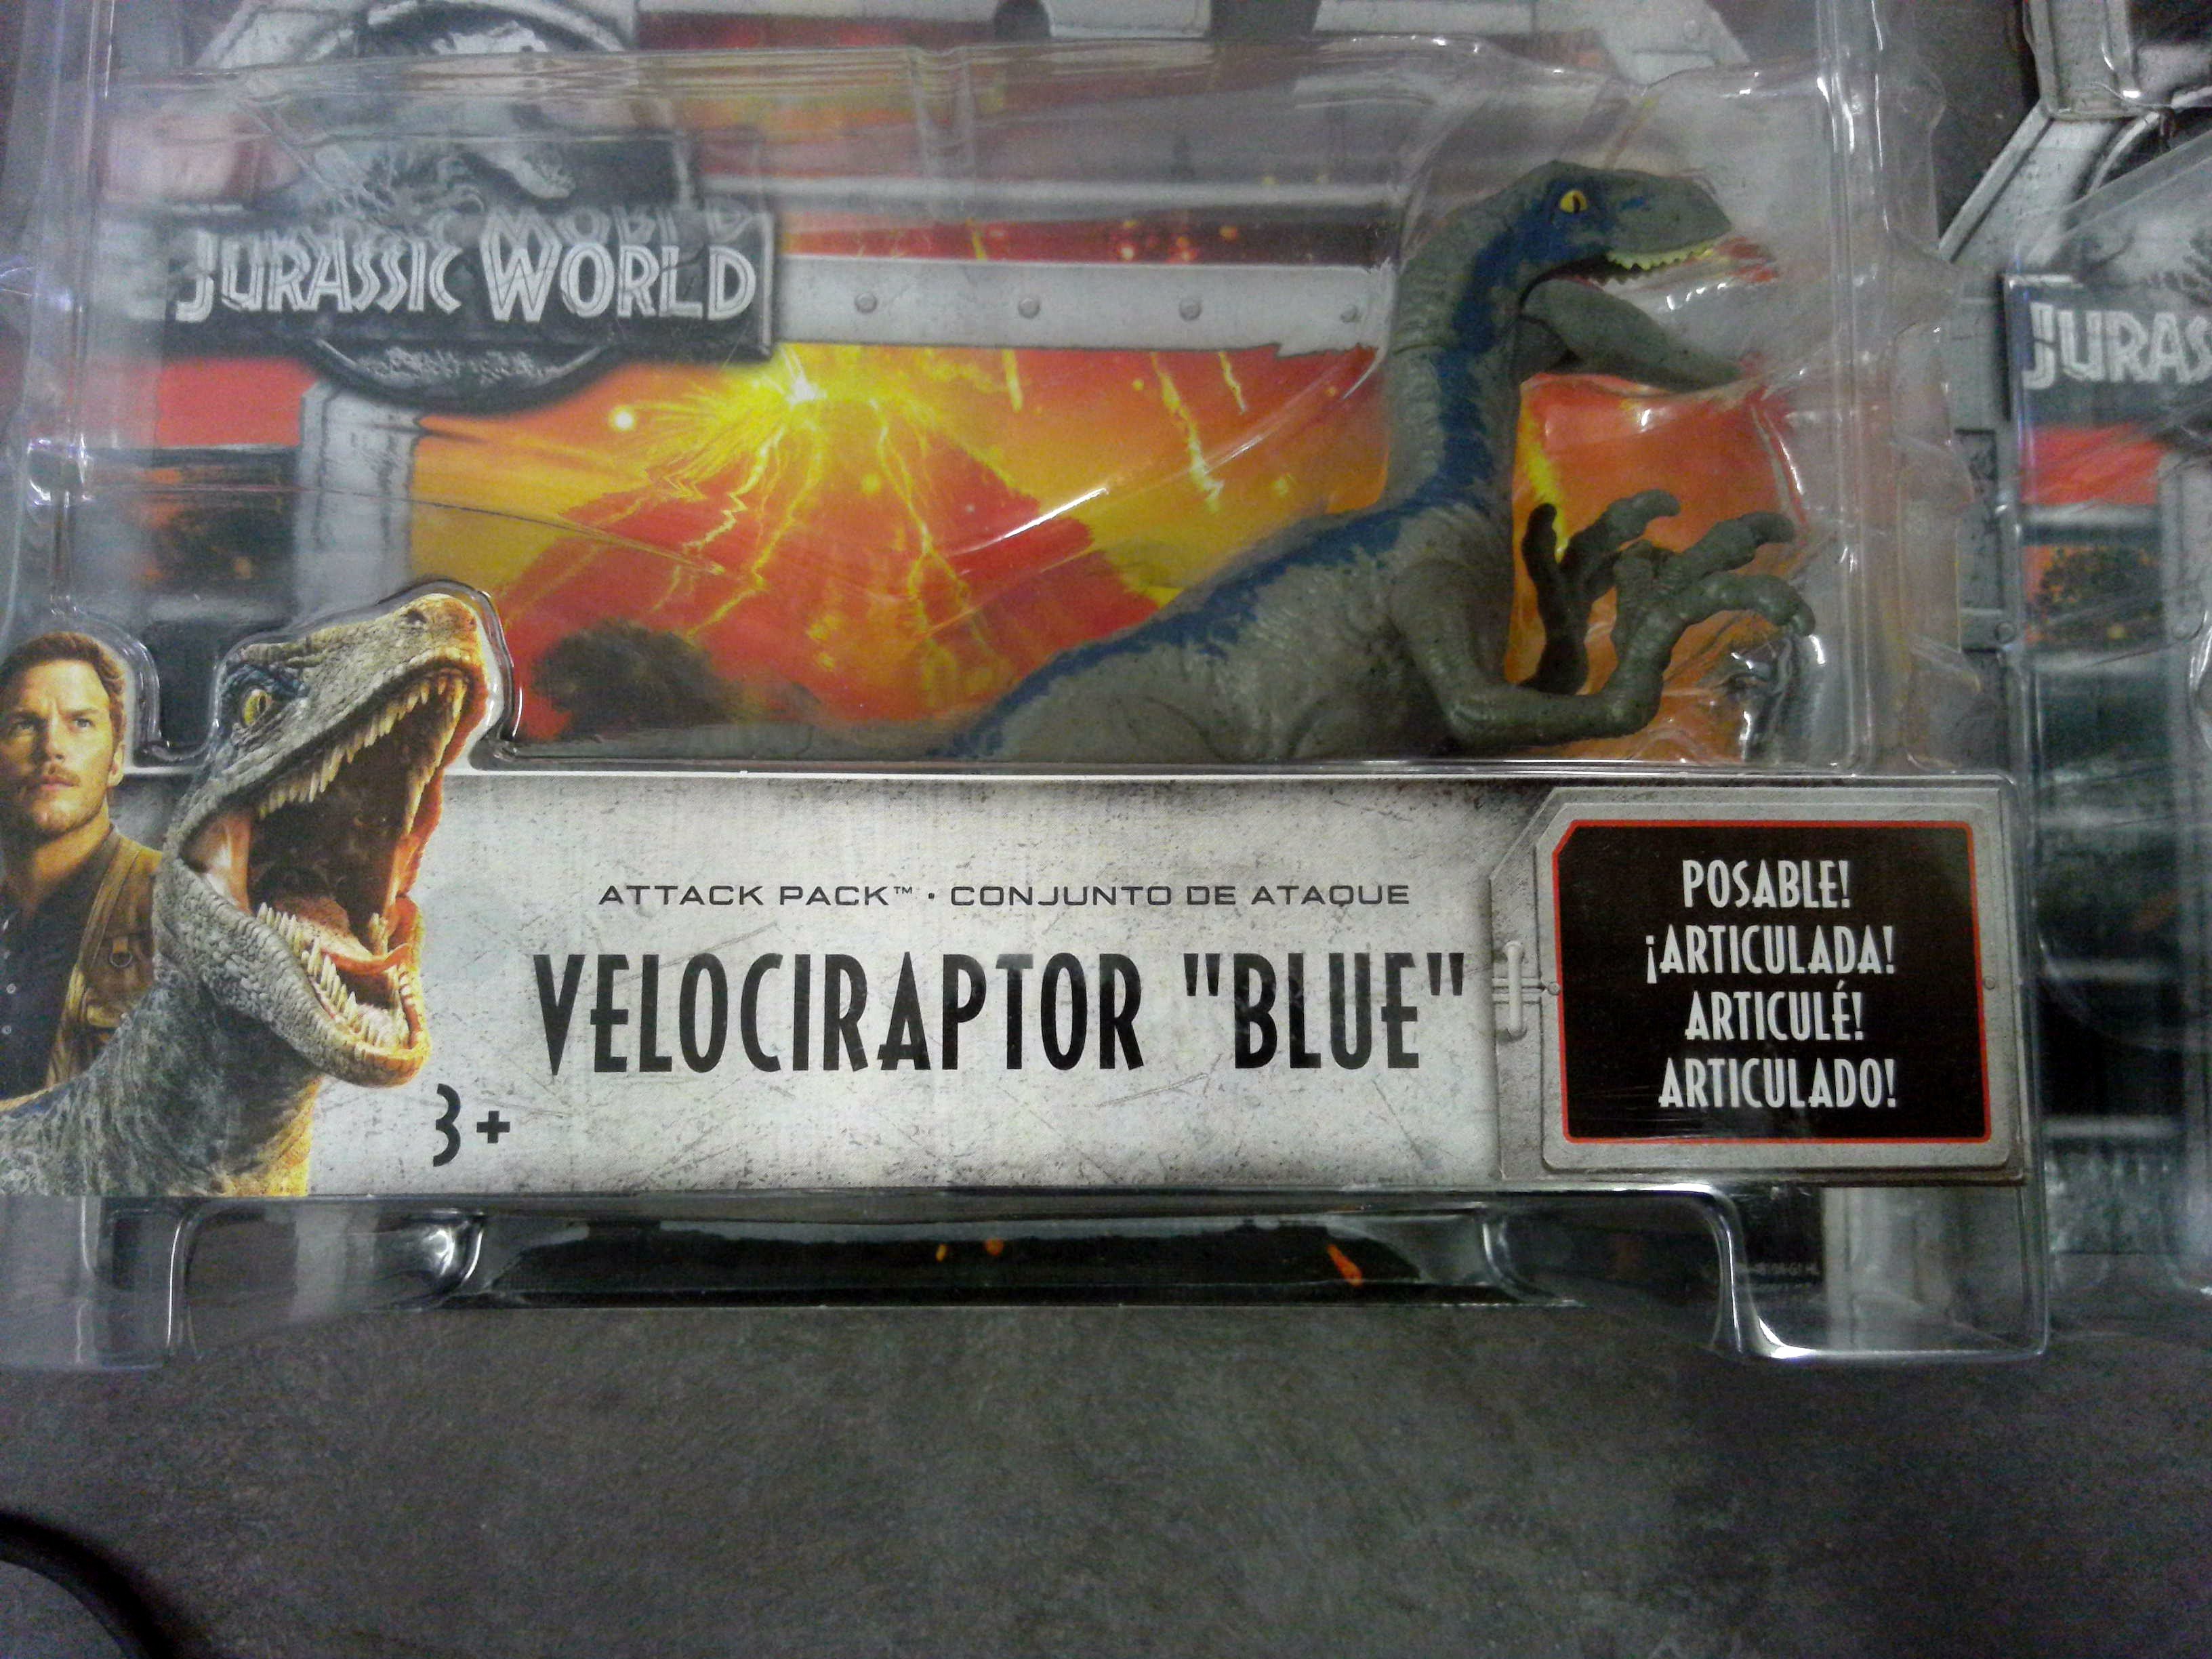 JURASSIC WORLD
JURAS
ATTACK PACK™ · CONJUNTO DE ATAQUE
VELOCIRAPTOR "BLUE"
3+
POSABLE!
¡ARTICULADA!
ARTICULÉ!
ARTICULADO!